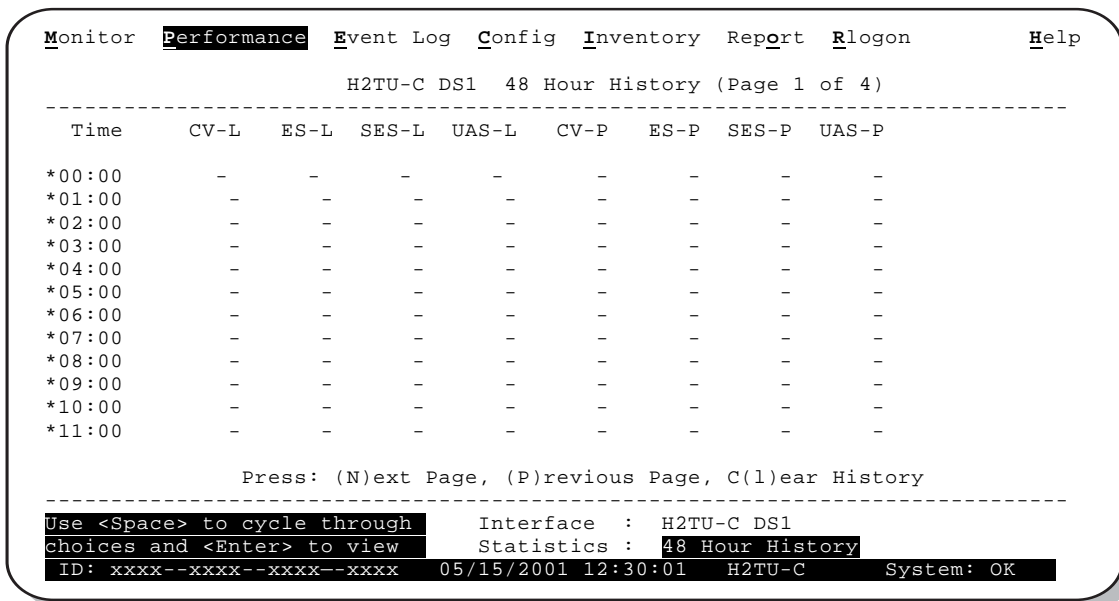 Monitor  Performance  Event Log  Config  Inventory  Report  Rlogon  Help
H2TU-C DS1  48 Hour History (Page 1 of 4)
------------------------------------------------------------------------------
Time  CV-L  ES-L  SES-L  UAS-L  CV-P  ES-P  SES-P  UAS-P
*00:00  -  -  -  -  -  -  -  -
*01:00  -  -  -  -  -  -  -  -
*02:00  -  -  -  -  -  -  -  -
*03:00  -  -  -  -  -  -  -  -
*04:00  -  -  -  -  -  -  -  -
*05:00  -  -  -  -  -  -  -  -
*06:00  -  -  -  -  -  -  -  -
*07:00  -  -  -  -  -  -  -  -
*08:00  -  -  -  -  -  -  -  -
*09:00  -  -  -  -  -  -  -  -
*10:00  -  -  -  -  -  -  -  -
*11:00  -  -  -  -  -  -  -  -
Press: (N)ext Page, (P)revious Page, C(l)ear History
------------------------------------------------------------------------------
Use <Space> to cycle through  Interface  :  H2TU-C DS1
choices and <Enter> to view  Statistics :  48 Hour History
ID: xxxx--xxxx--xxxx--xxxx  05/15/2001 12:30:01  H2TU-C  System: OK